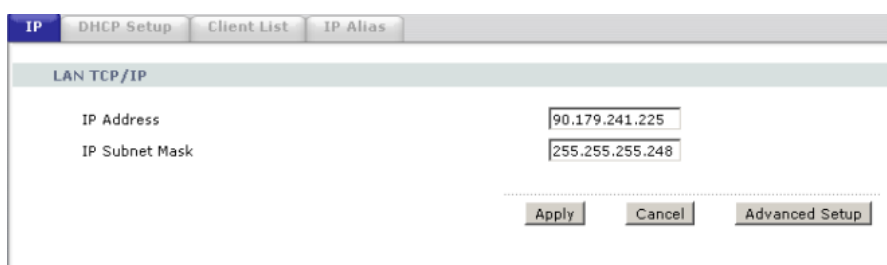 IP DHCP Setup Client List IP Alias
LAN TCP/IP
IP Address 90.179.241.225
IP Subnet Mask 255.255.255.248
Apply Cancel Advanced Setup